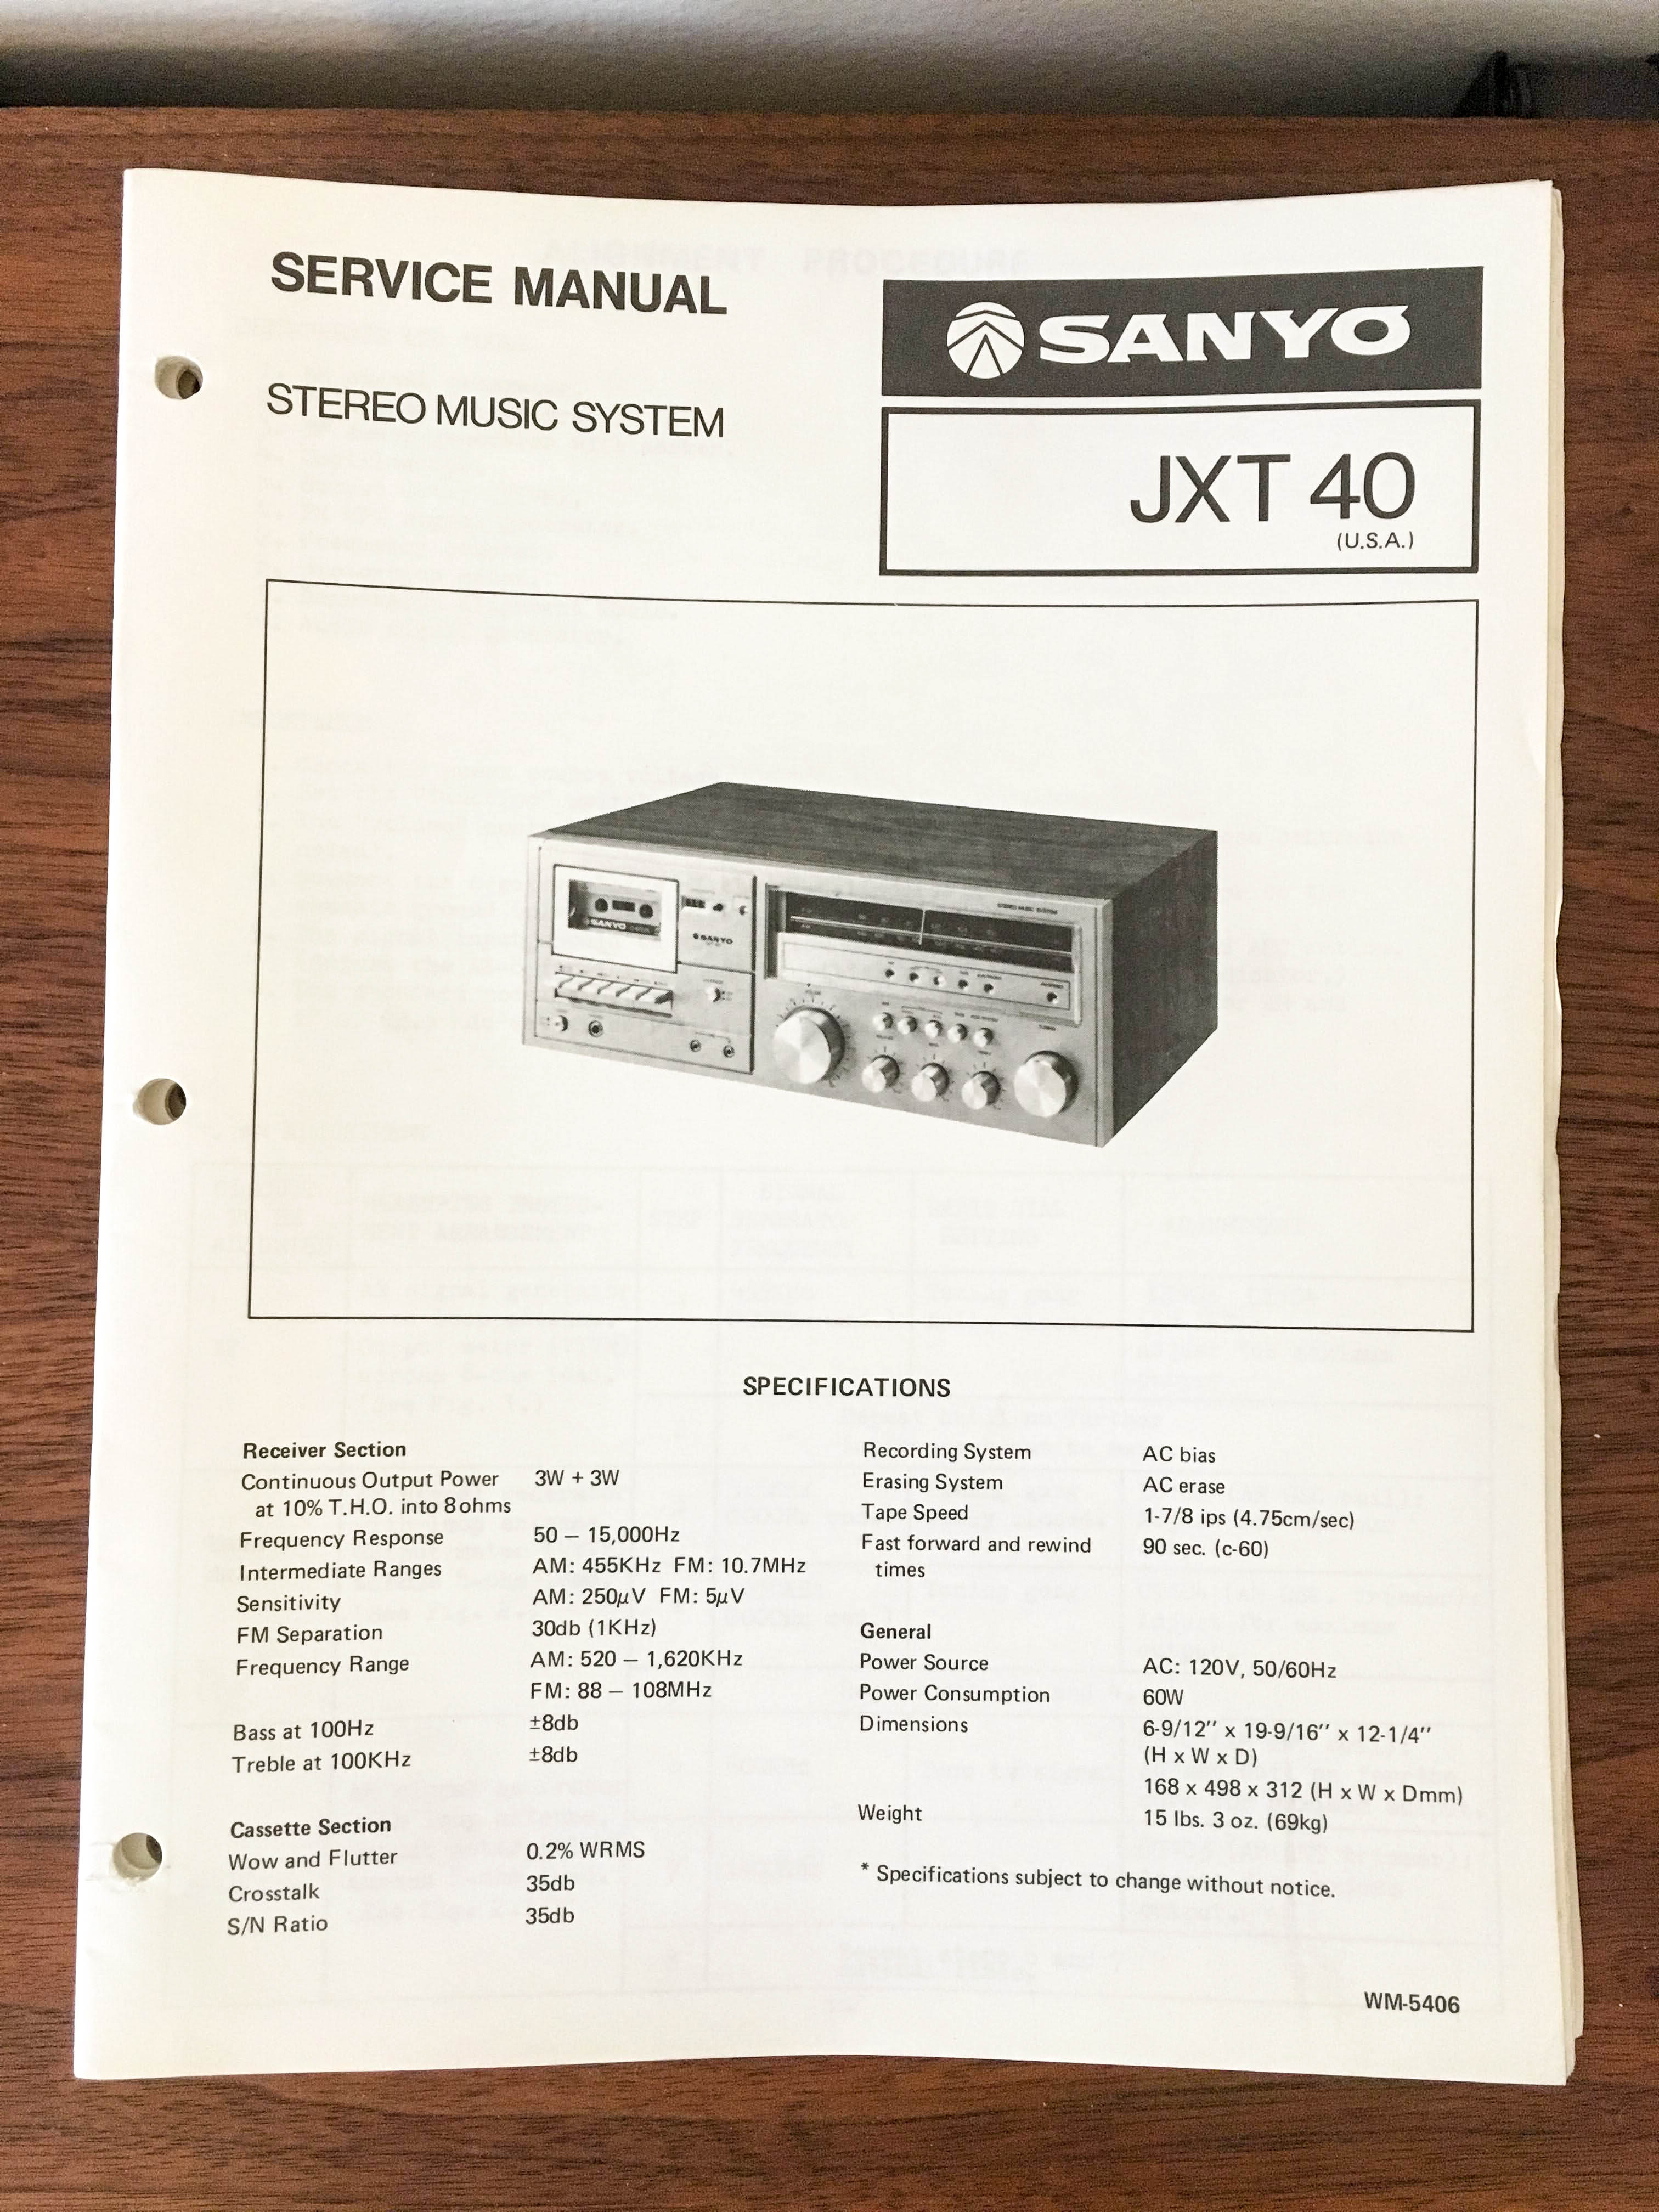 SERVICE MANUAL
STEREO MUSIC SYSTEM
SANYO
JXT 40
(U.S.A.)
SANYO
SANYO
STEREO MUSIC SYSTEM
SPECIFICATIONS
Receiver Section
Continuous Output Power 3W + 3W
at 10% T.H.O. into 8 ohms
Frequency Response 50 – 15,000Hz
Intermediate Ranges AM: 455KHz FM: 10.7MHz
Sensitivity AM: 250μV FM: 5μV
FM Separation 30db (1KHz)
Frequency Range AM: 520 – 1,620KHz
FM: 88 – 108MHz
Bass at 100Hz ±8db
Treble at 100KHz ±8db
Cassette Section
Wow and Flutter 0.2% WRMS
Crosstalk 35db
S/N Ratio 35db
Recording System AC bias
Erasing System AC erase
Tape Speed 1-7/8 ips (4.75cm/sec)
Fast forward and rewind 90 sec. (c-60)
times
General
Power Source AC: 120V, 50/60Hz
Power Consumption 60W
Dimensions 6-9/12’’ x 19-9/16’’ x 12-1/4’’
(H x W x D)
168 x 498 x 312 (H x W x Dmm)
Weight 15 lbs. 3 oz. (69kg)
* Specifications subject to change without notice.
WM-5406